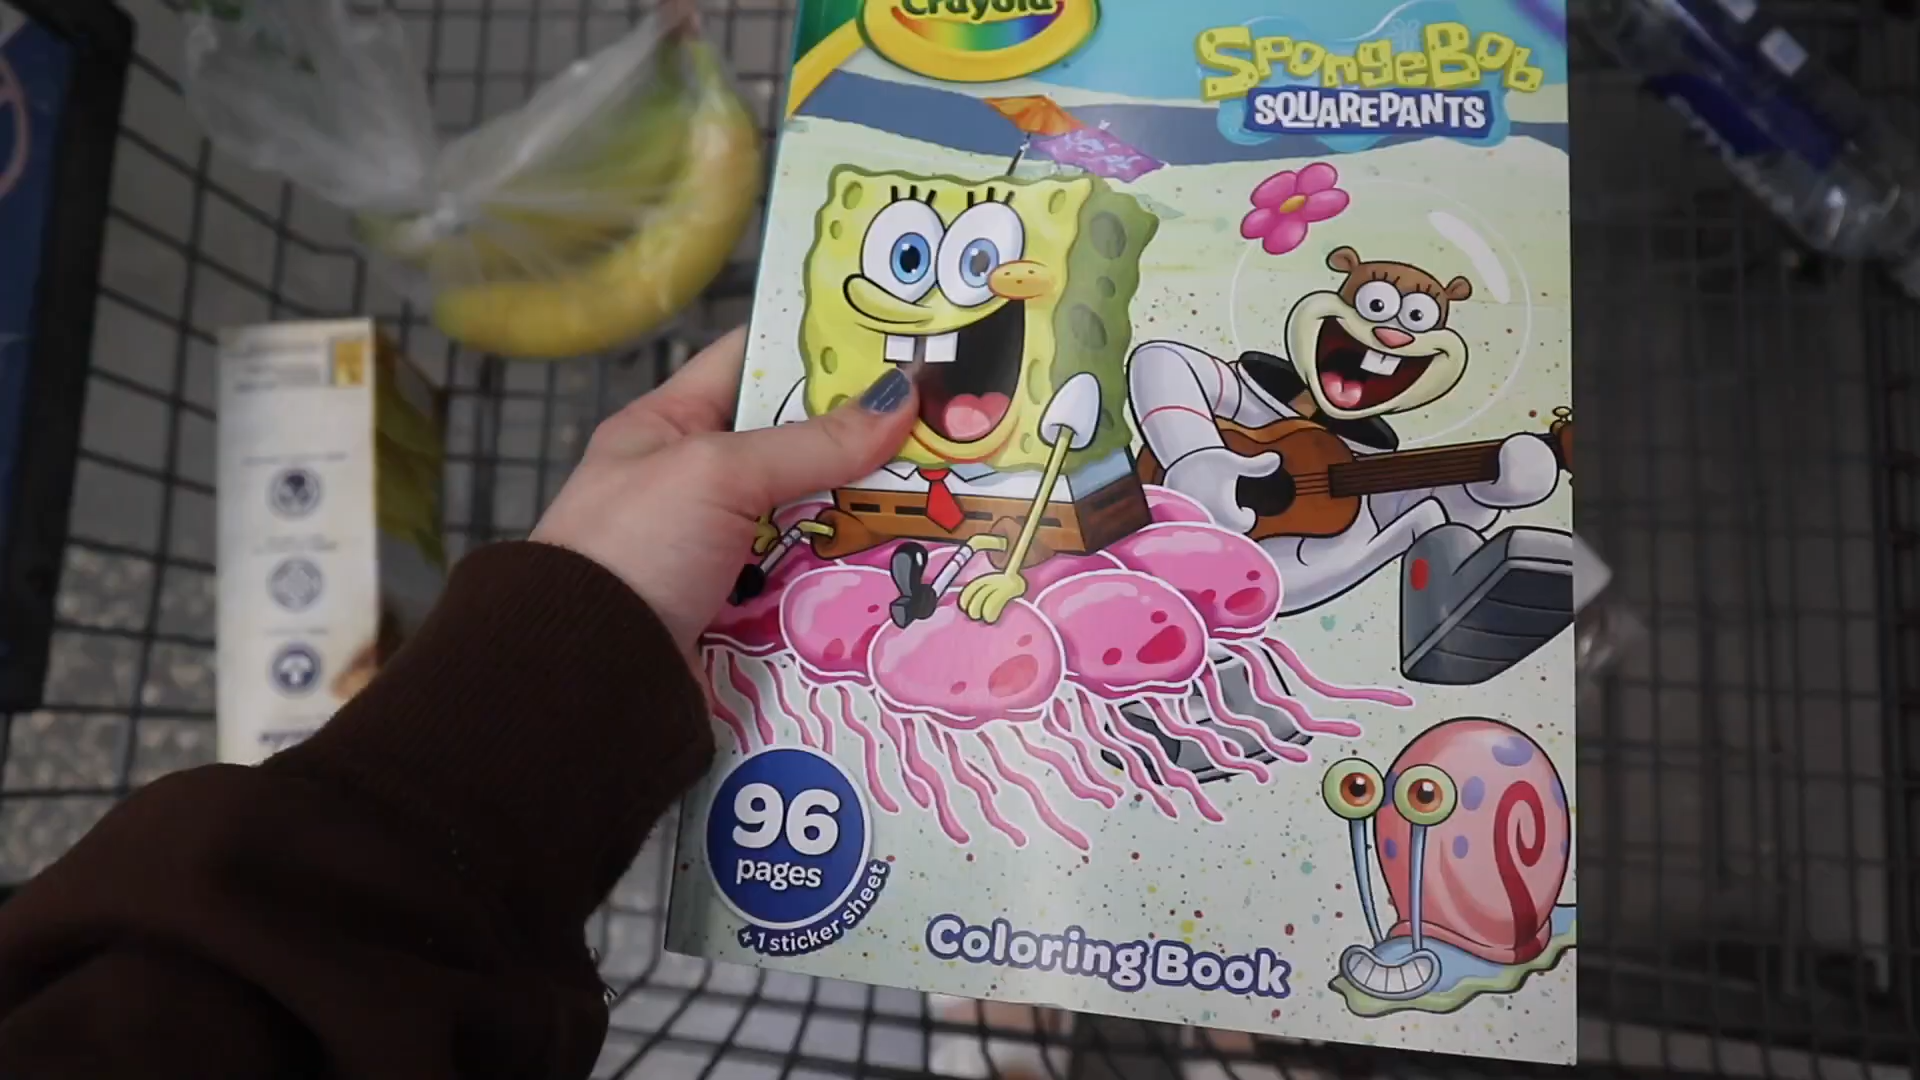 Crayola
SpongeBob
SQUAREPANTS
96
pages
+ 1 sticker sheet
Coloring Book